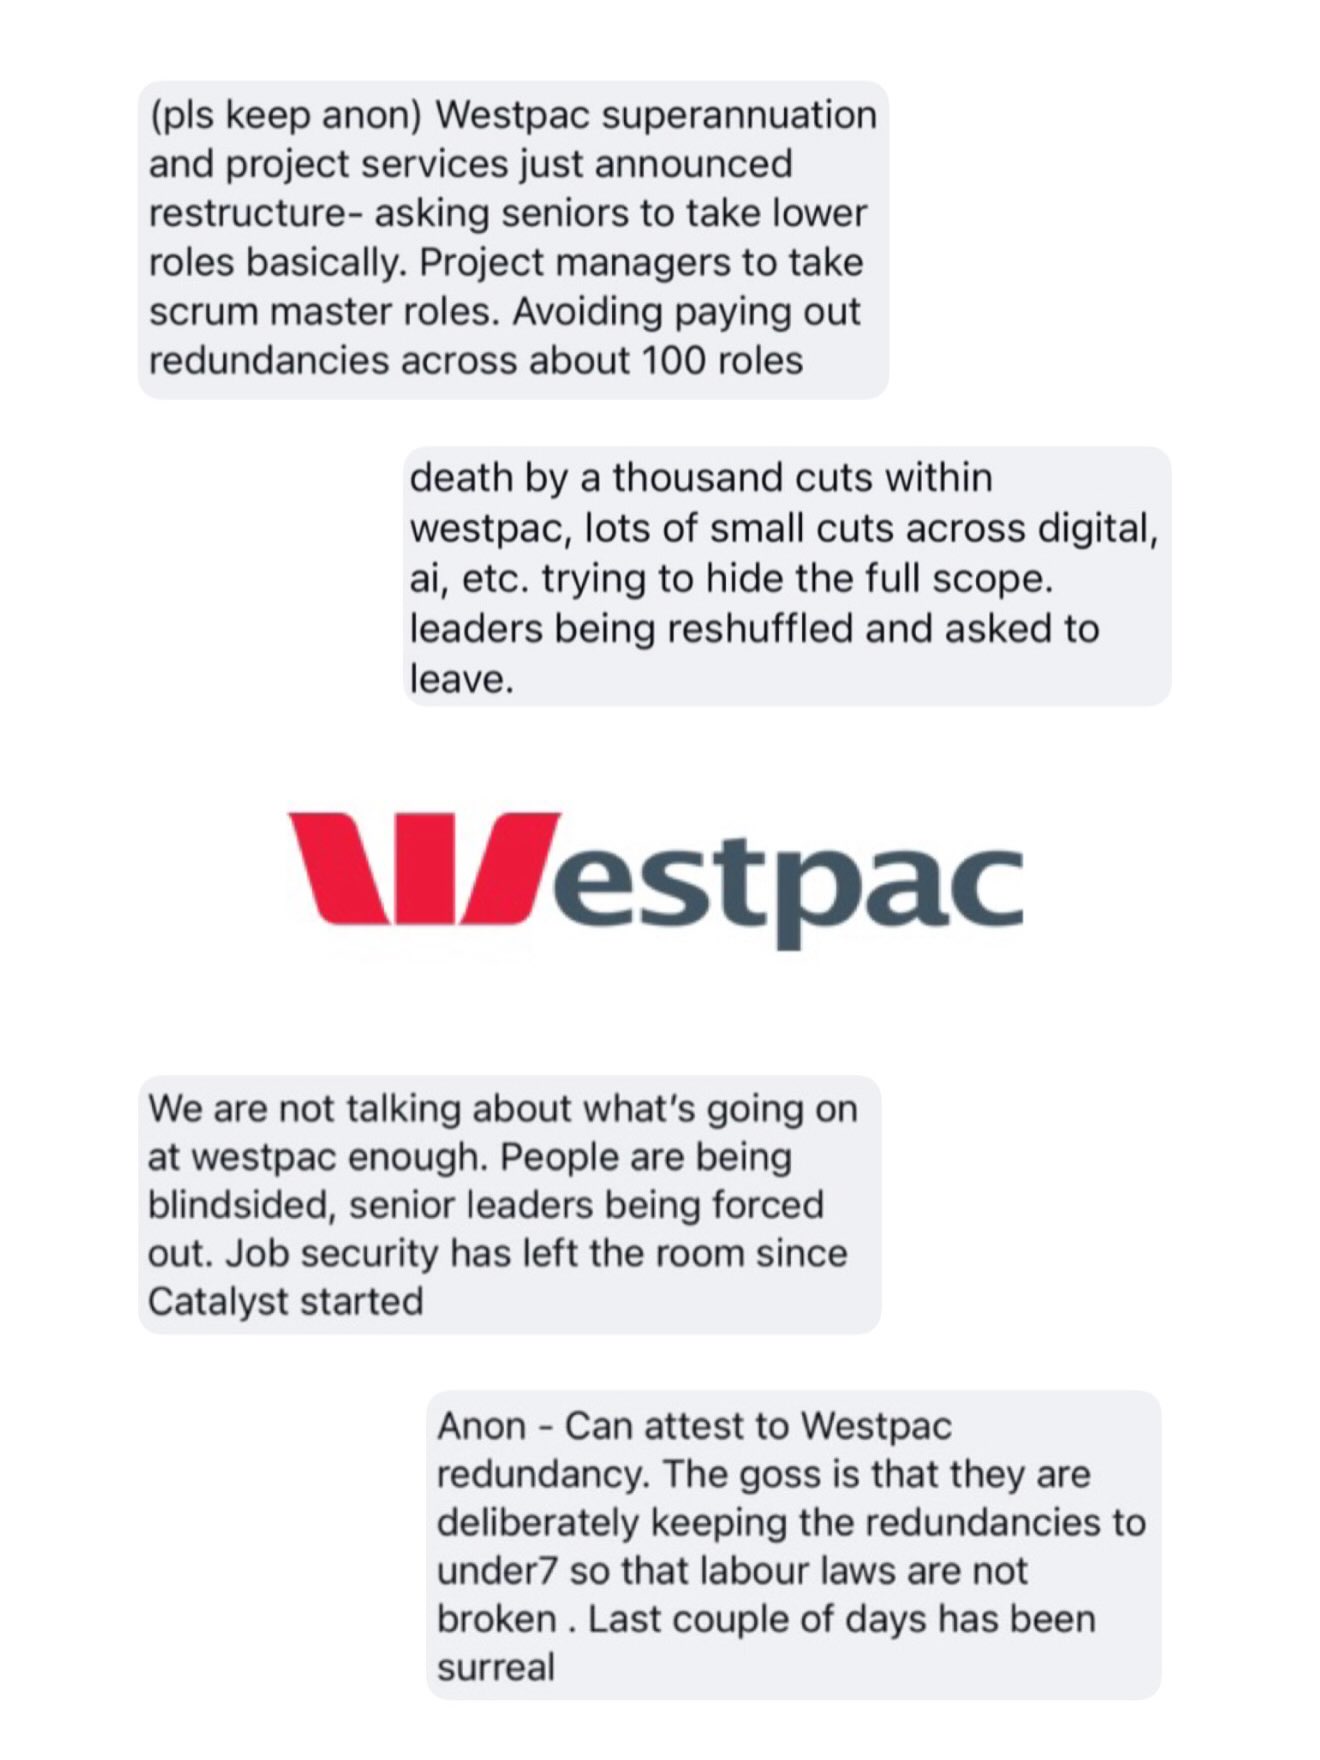 (pls keep anon) Westpac superannuation
and project services just announced
restructure- asking seniors to take lower
roles basically. Project managers to take
scrum master roles. Avoiding paying out
redundancies across about 100 roles
death by a thousand cuts within
westpac, lots of small cuts across digital,
ai, etc. trying to hide the full scope.
leaders being reshuffled and asked to
leave.
Westpac
We are not talking about what's going on
at westpac enough. People are being
blindsided, senior leaders being forced
out. Job security has left the room since
Catalyst started
Anon - Can attest to Westpac
redundancy. The goss is that they are
deliberately keeping the redundancies to
under7 so that labour laws are not
broken . Last couple of days has been
surreal